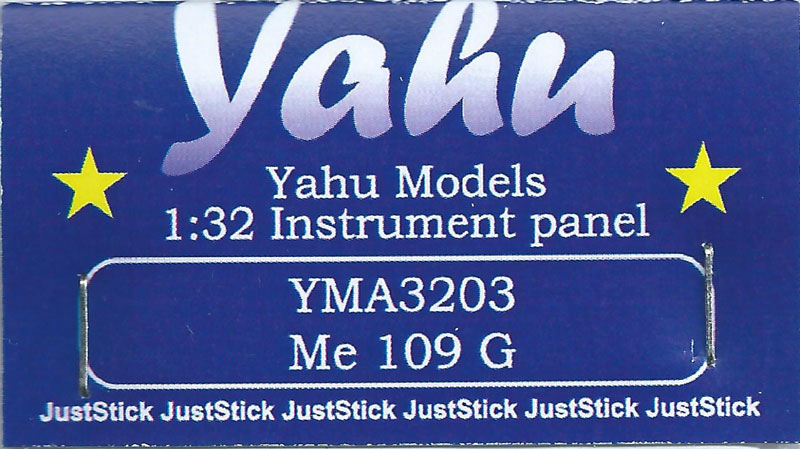 Yahu
Yahu Models
1:32 Instrument panel
YMA3203
Me 109 G
JustStick JustStick JustStick JustStick JustStick JustStick